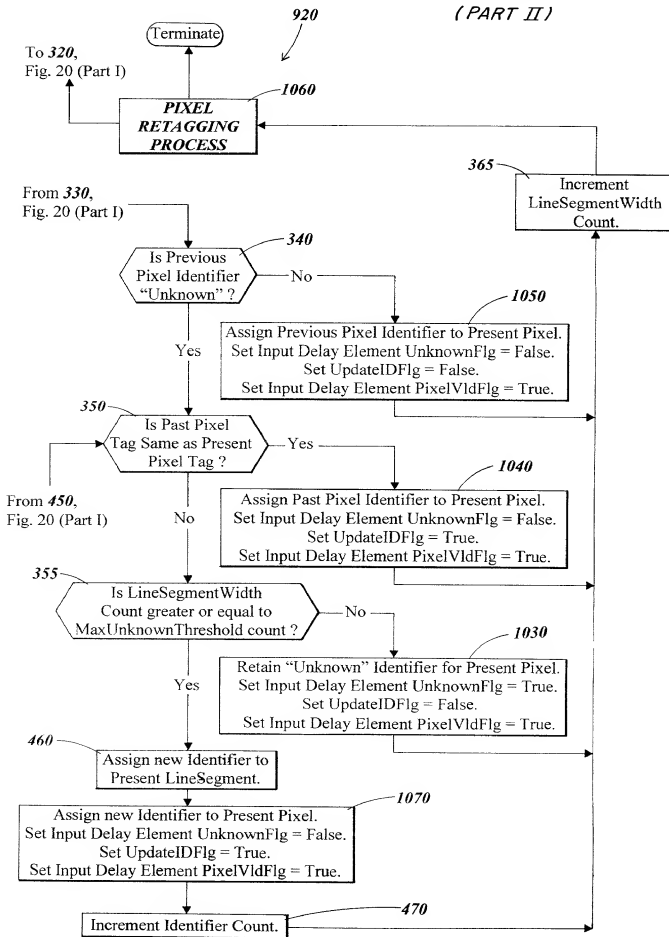 (PART II)
920
Terminate
To 320,
Fig. 20 (Part I)
1060
PIXEL
RETAGGING
PROCESS
365
Increment
LineSegmentWidth
Count.
From 330,
Fig. 20 (Part I)
340
Is Previous
Pixel Identifier
“Unknown” ?
No
Yes
1050
Assign Previous Pixel Identifier to Present Pixel.
Set Input Delay Element UnknownFlg = False.
Set UpdateIDFlg = False.
Set Input Delay Element PixelVldFlg = True.
350
Is Past Pixel
Tag Same as Present
Pixel Tag ?
Yes
From 450,
Fig. 20 (Part I)
No
1040
Assign Past Pixel Identifier to Present Pixel.
Set Input Delay Element UnknownFlg = False.
Set UpdateIDFlg = True.
Set Input Delay Element PixelVldFlg = True.
355
Is LineSegmentWidth
Count greater or equal to
MaxUnknownThreshold count ?
No
Yes
1030
Retain “Unknown” Identifier for Present Pixel.
Set Input Delay Element UnknownFlg = True.
Set UpdateIDFlg = False.
Set Input Delay Element PixelVldFlg = True.
460
Assign new Identifier to
Present LineSegment.
1070
Assign new Identifier to Present Pixel.
Set Input Delay Element UnknownFlg = False.
Set UpdateIDFlg = True.
Set Input Delay Element PixelVldFlg = True.
470
Increment Identifier Count.